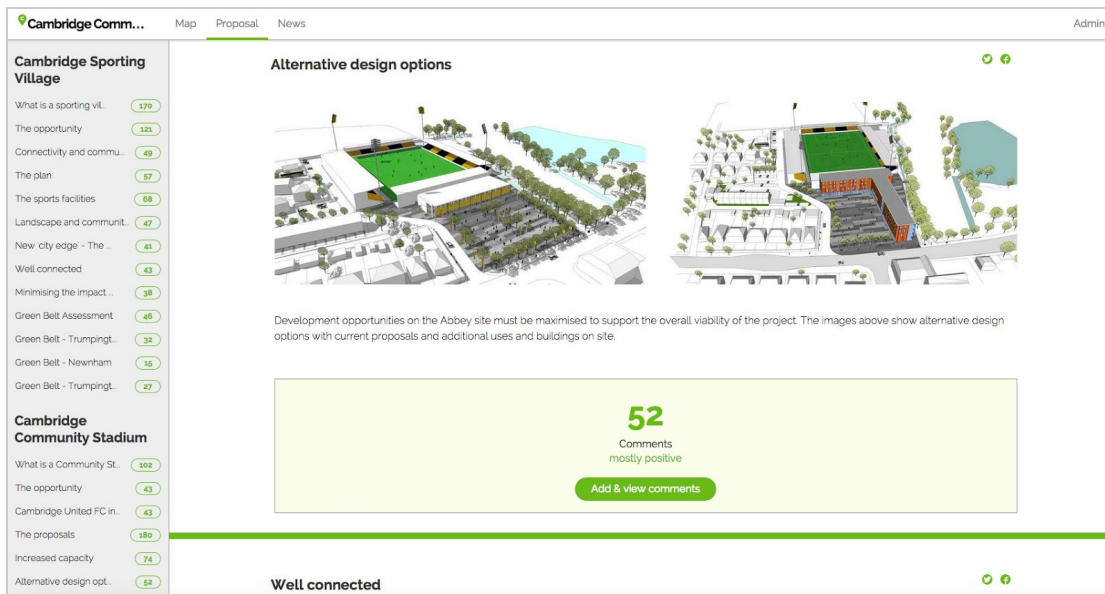 Cambridge Comm...
Map
Proposal
News
Admin
Cambridge Sporting
Village
What is a sporting vil... 170
The opportunity 121
Connectivity and commu... 49
The plan 57
The sports facilities 68
Landscape and communit... 47
New 'city edge' - The ... 41
Well connected 43
Minimising the impact ... 38
Green Belt Assessment 46
Green Belt - Trumpingt... 32
Green Belt - Newnham 15
Green Belt - Trumpingt... 27
Cambridge
Community Stadium
What is a Community St... 102
The opportunity 43
Cambridge United FC in... 43
The proposals 180
Increased capacity 74
Alternative design opt... 52
Alternative design options
Development opportunities on the Abbey site must be maximised to support the overall viability of the project. The images above show alternative design
options with current proposals and additional uses and buildings on site.
52
Comments
mostly positive
Add & view comments
Well connected